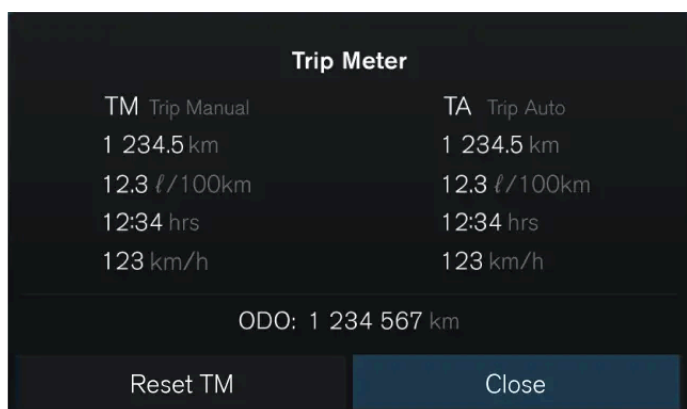 Trip Meter
TM Trip Manual TA Trip Auto
1 234.5 km 1 234.5 km
12.3 ℓ/100km 12.3 ℓ/100km
12:34 hrs 12:34 hrs
123 km/h 123 km/h
ODO: 1 234 567 km
Reset TM Close